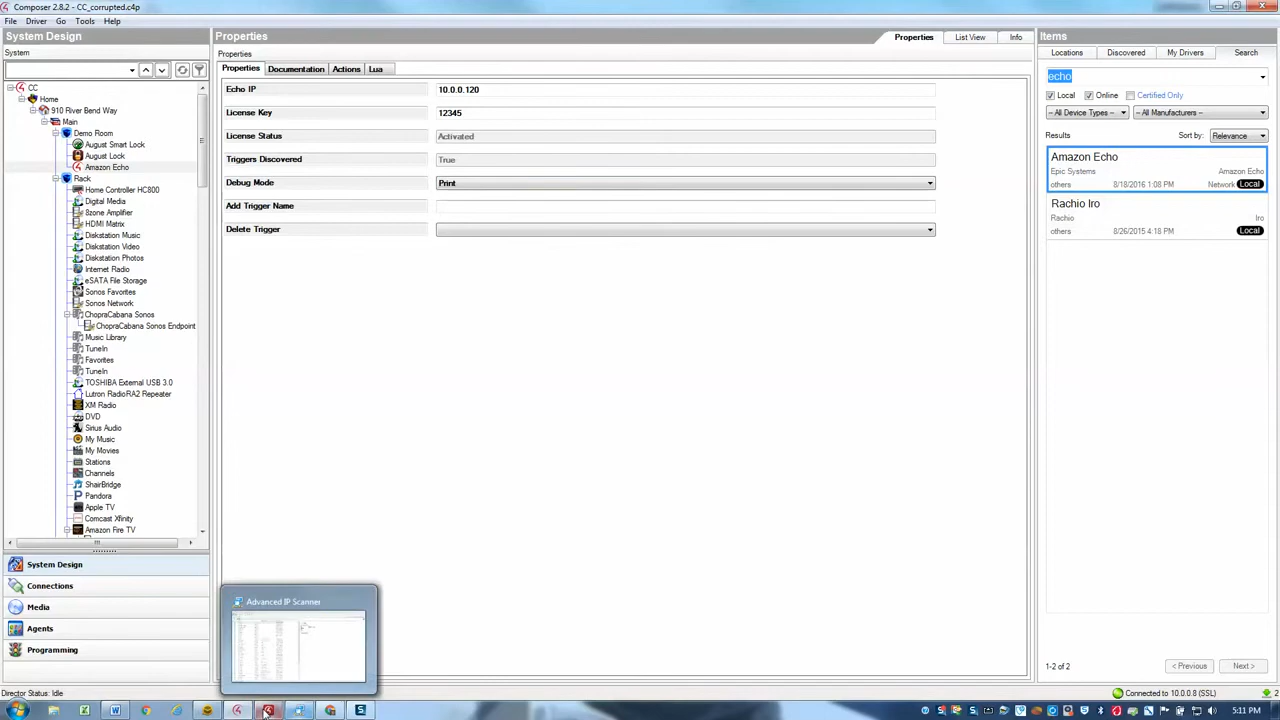 Composer 2.8.2 - CC_corrupted.c4p
File Driver Go Tools Help
System Design
System
CC
Home
910 River Bend Way
Main
Demo Room
August Smart Lock
August Lock
Amazon Echo
Rack
Home Controller HC800
Digital Media
8zone Amplifier
HDMI Matrix
Diskstation Music
Diskstation Video
Diskstation Photos
Internet Radio
eSATA File Storage
Sonos Favorites
Sonos Network
ChopraCabana Sonos
ChopraCabana Sonos Endpoint
Music Library
TuneIn
Favorites
TuneIn
TOSHIBA External USB 3.0
Lutron RadioRA2 Repeater
XM Radio
DVD
Sirius Audio
My Music
My Movies
Stations
Channels
ShairBridge
Pandora
Apple TV
Comcast Xfinity
Amazon Fire TV
System Design
Connections
Media
Agents
Programming
Director Status: Idle
Properties
Properties List View Info
Properties
Properties Documentation Actions Lua
Echo IP 10.0.0.120
License Key 12345
License Status Activated
Triggers Discovered True
Debug Mode Print
Add Trigger Name
Delete Trigger
Advanced IP Scanner
Items
Locations Discovered My Drivers Search
echo
Local Online Certified Only
-- All Device Types -- -- All Manufacturers --
Results Sort by: Relevance
Amazon Echo
Epic Systems Amazon Echo
others 8/18/2016 1:08 PM Network Local
Rachio Iro
Rachio Iro
others 8/26/2015 4:18 PM Local
1-2 of 2 < Previous Next >
Connected to 10.0.0.8 (SSL) 2
5:11 PM